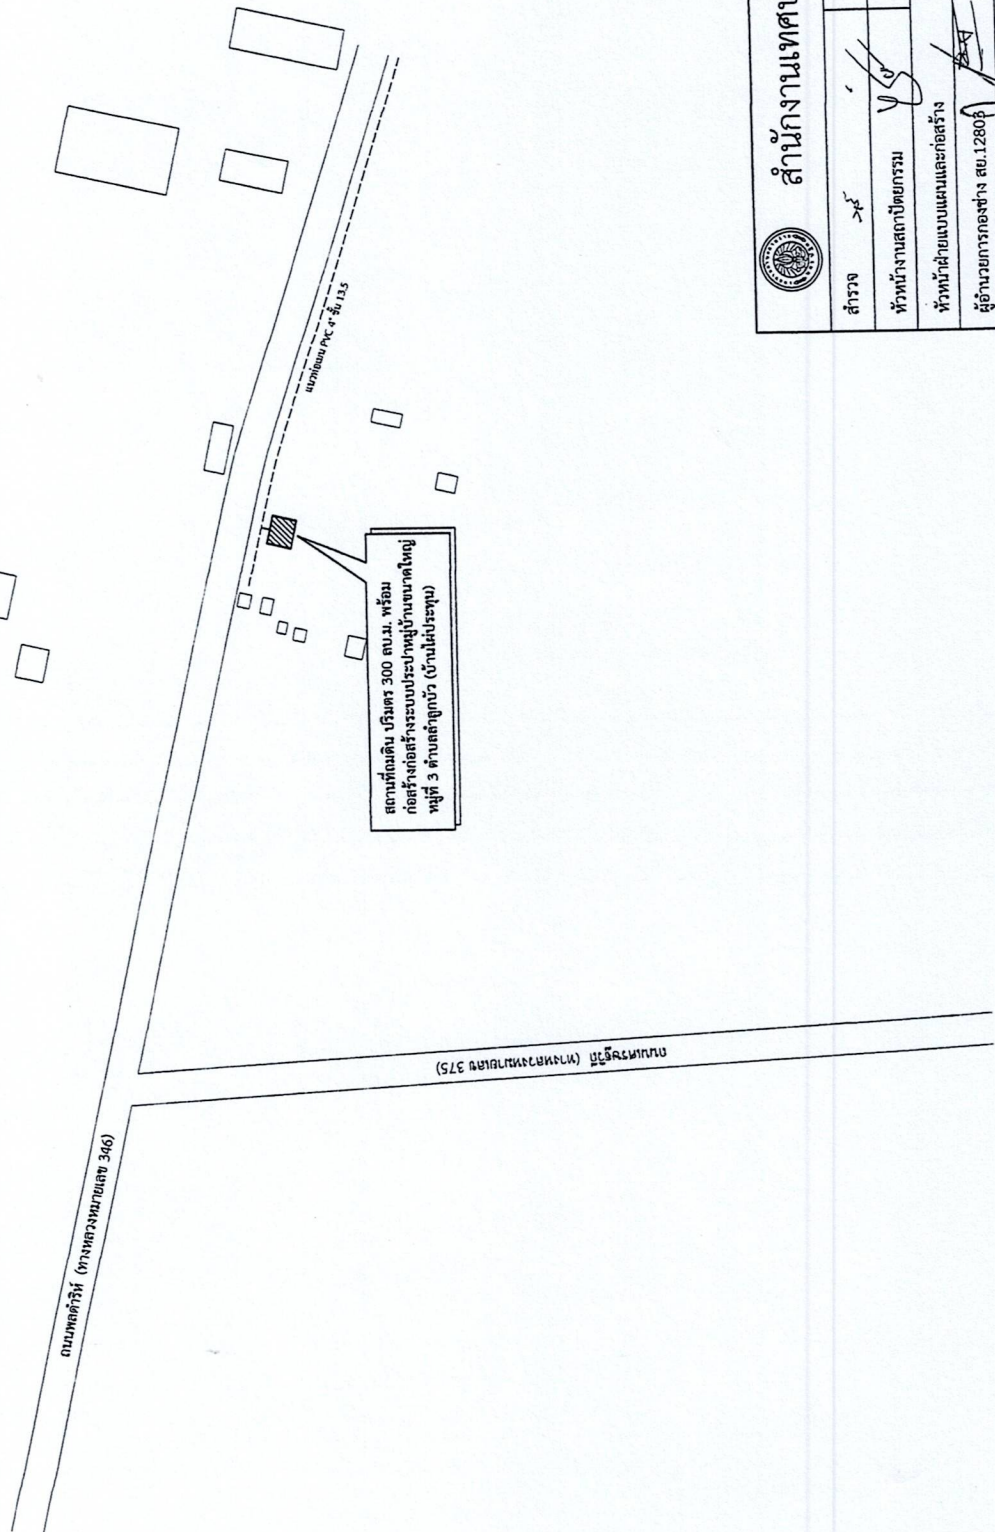 ถนนพลดำริห์ (ทางหลวงหมายเลข 346)
ถนนเศรษฐวิถี (ทางหลวงหมายเลข 375)
แนวท่อเมน PVC 4" ชั้น 13.5
สถานที่ถมดิน ปริมตร 300 ลบ.ม. พร้อม
ก่อสร้างก่อสร้างระบบประปาหมู่บ้านขนาดใหญ่
หมู่ที่ 3 ตำบลลำลูกบัว (บ้านไผ่ประทุน)
สำนักงานเทศบ
สำรวจ
หัวหน้างานสถาปัตยกรรม
หัวหน้าฝ่ายแบบแผนและก่อสร้าง
ผู้อำนวยการกองช่าง สย.12803